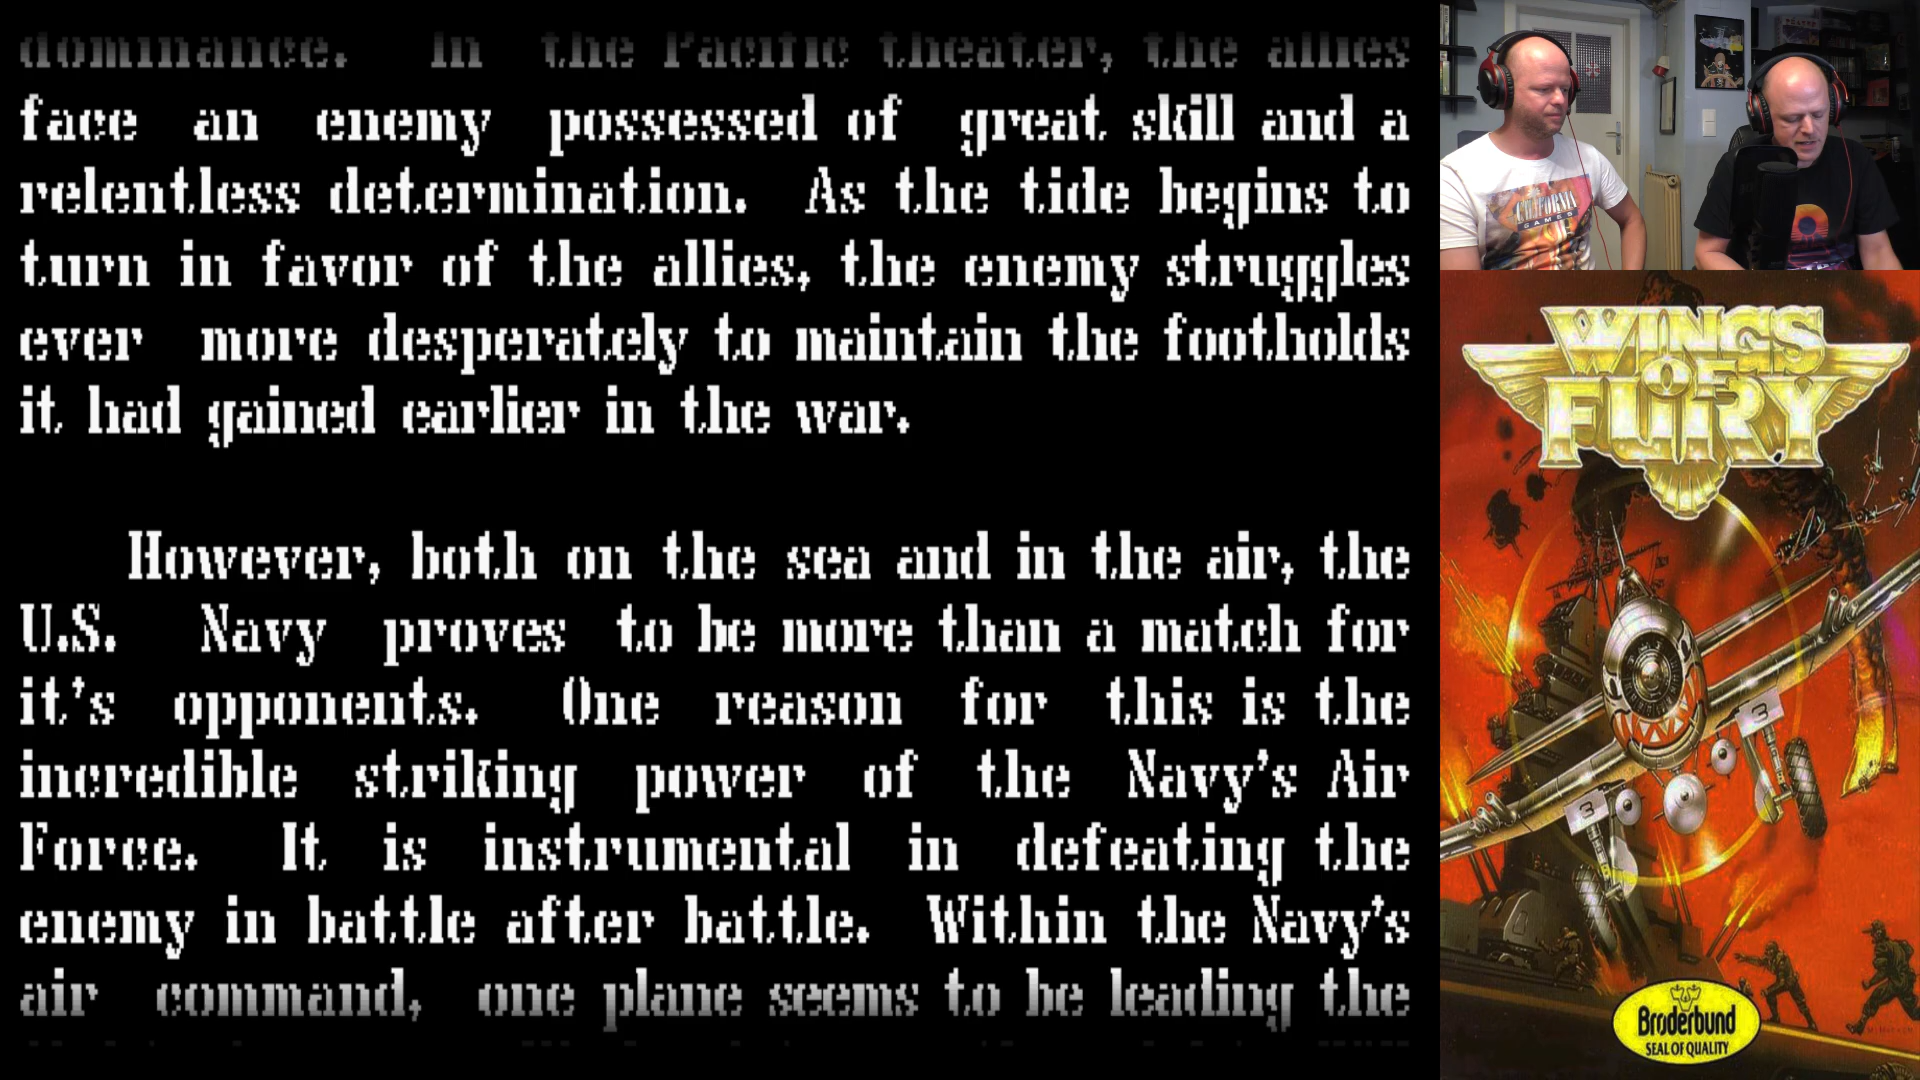 dominance. In the Pacific theater, the allies
face an enemy possessed of great skill and a
relentless determination. As the tide begins to
turn in favor of the allies, the enemy struggles
ever more desperately to maintain the footholds
it had gained earlier in the war.
However, both on the sea and in the air, the
U.S. Navy proves to be more than a match for
it's opponents. One reason for this is the
incredible striking power of the Navy's Air
Force. It is instrumental in defeating the
enemy in battle after battle. Within the Navy's
air command, one plane seems to be leading the
CALIFORNIA
GAMES
WINGS
OF
FURY
3
3
Brøderbund
SEAL OF QUALITY